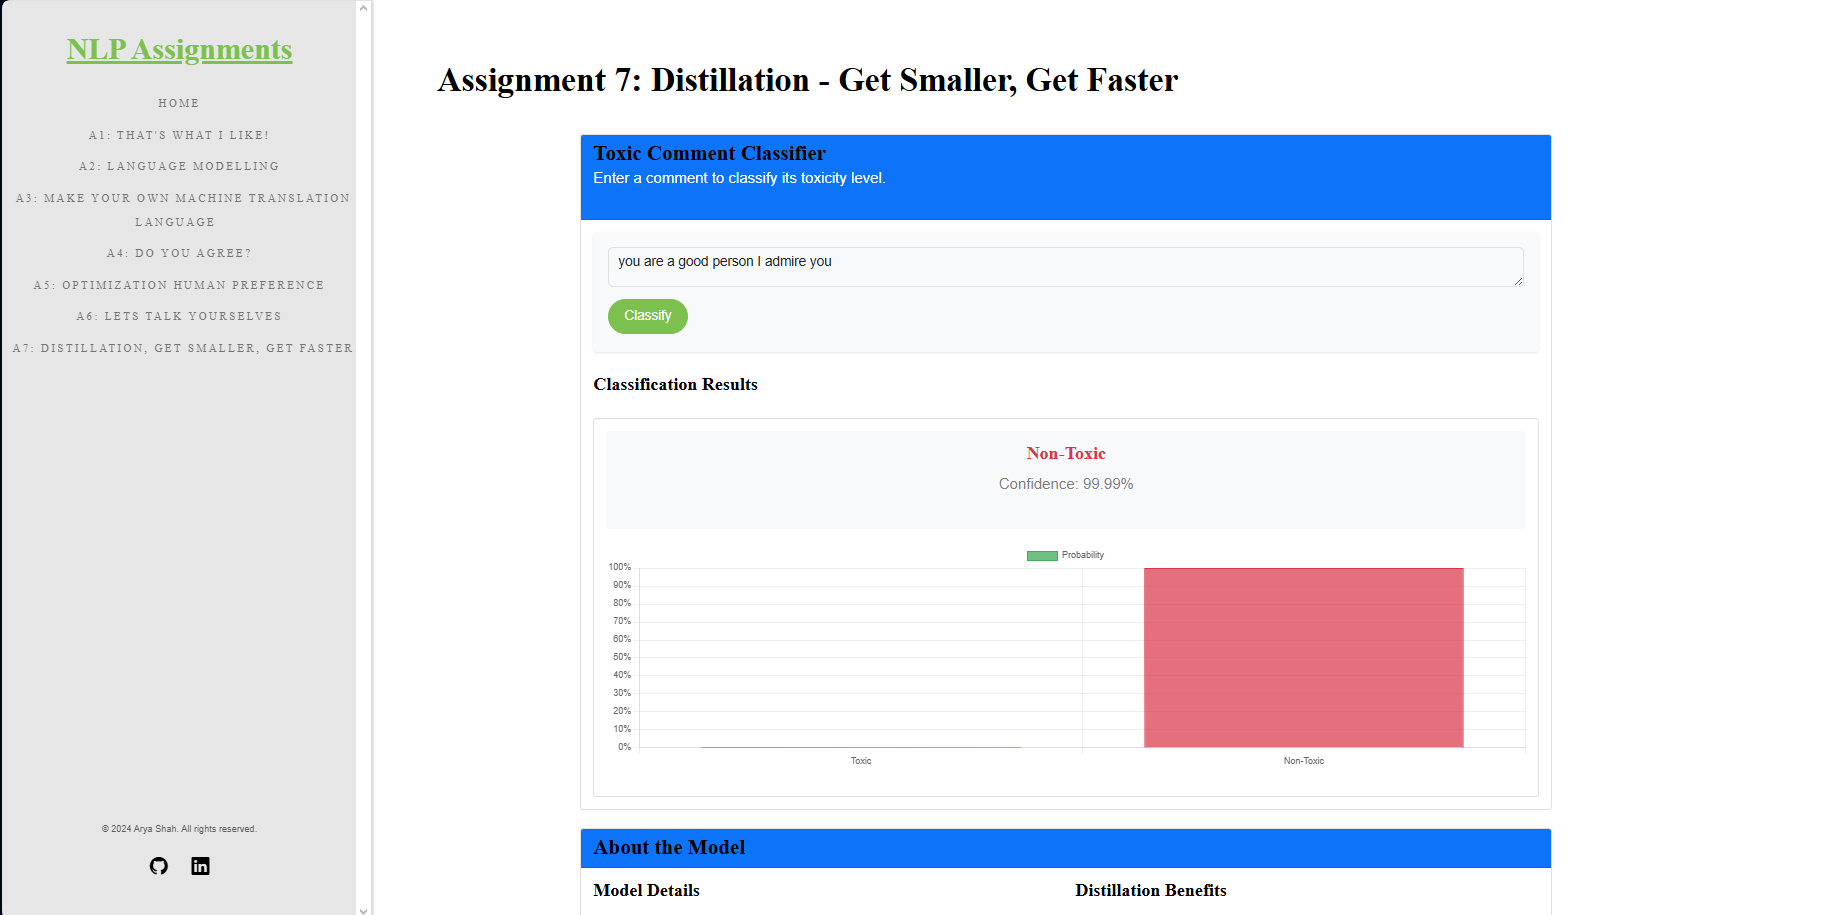 NLP Assignments
HOME
A1: THAT'S WHAT I LIKE!
A2: LANGUAGE MODELLING
A3: MAKE YOUR OWN MACHINE TRANSLATION
LANGUAGE
A4: DO YOU AGREE?
A5: OPTIMIZATION HUMAN PREFERENCE
A6: LETS TALK YOURSELVES
A7: DISTILLATION, GET SMALLER, GET FASTER
© 2024 Arya Shah. All rights reserved.
in
Assignment 7: Distillation - Get Smaller, Get Faster
Toxic Comment Classifier
Enter a comment to classify its toxicity level.
you are a good person I admire you
Classify
Classification Results
Non-Toxic
Confidence: 99.99%
Probability
100%
90%
80%
70%
60%
50%
40%
30%
20%
10%
0%
Toxic
Non-Toxic
About the Model
Model Details
Distillation Benefits